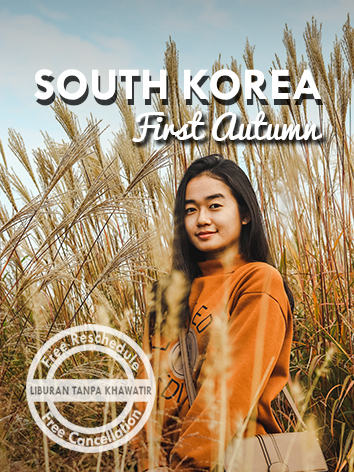 SOUTH KOREA
First Autumn
Free Reschedule
LIBURAN TANPA KHAWATIR
Free Cancellation